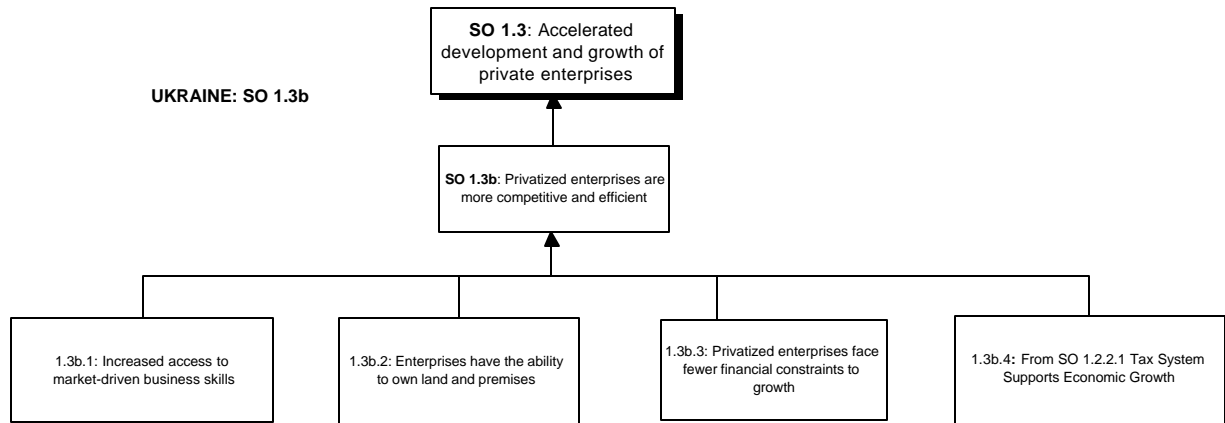 SO 1.3: Accelerated
development and growth of
private enterprises
UKRAINE: SO 1.3b
SO 1.3b: Privatized enterprises are
more competitive and efficient
1.3b.1: Increased access to
market-driven business skills
1.3b.2: Enterprises have the ability
to own land and premises
1.3b.3: Privatized enterprises face
fewer financial constraints to
growth
1.3b.4: From SO 1.2.2.1 Tax System
Supports Economic Growth